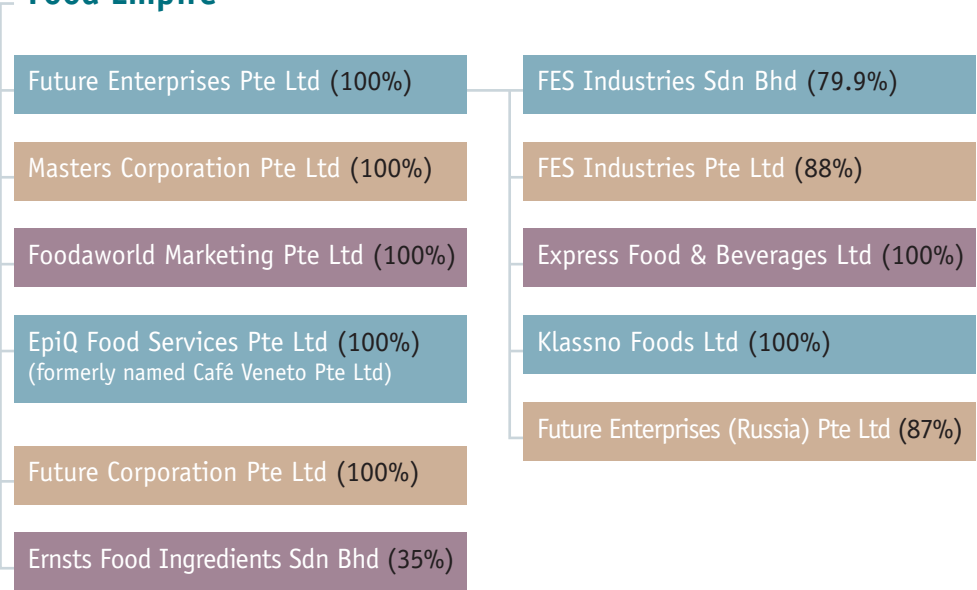 Food Empire
Future Enterprises Pte Ltd (100%)
Masters Corporation Pte Ltd (100%)
Foodaworld Marketing Pte Ltd (100%)
EpiQ Food Services Pte Ltd (100%)
(formerly named Café Veneto Pte Ltd)
Future Corporation Pte Ltd (100%)
Ernsts Food Ingredients Sdn Bhd (35%)
FES Industries Sdn Bhd (79.9%)
FES Industries Pte Ltd (88%)
Express Food & Beverages Ltd (100%)
Klassno Foods Ltd (100%)
Future Enterprises (Russia) Pte Ltd (87%)